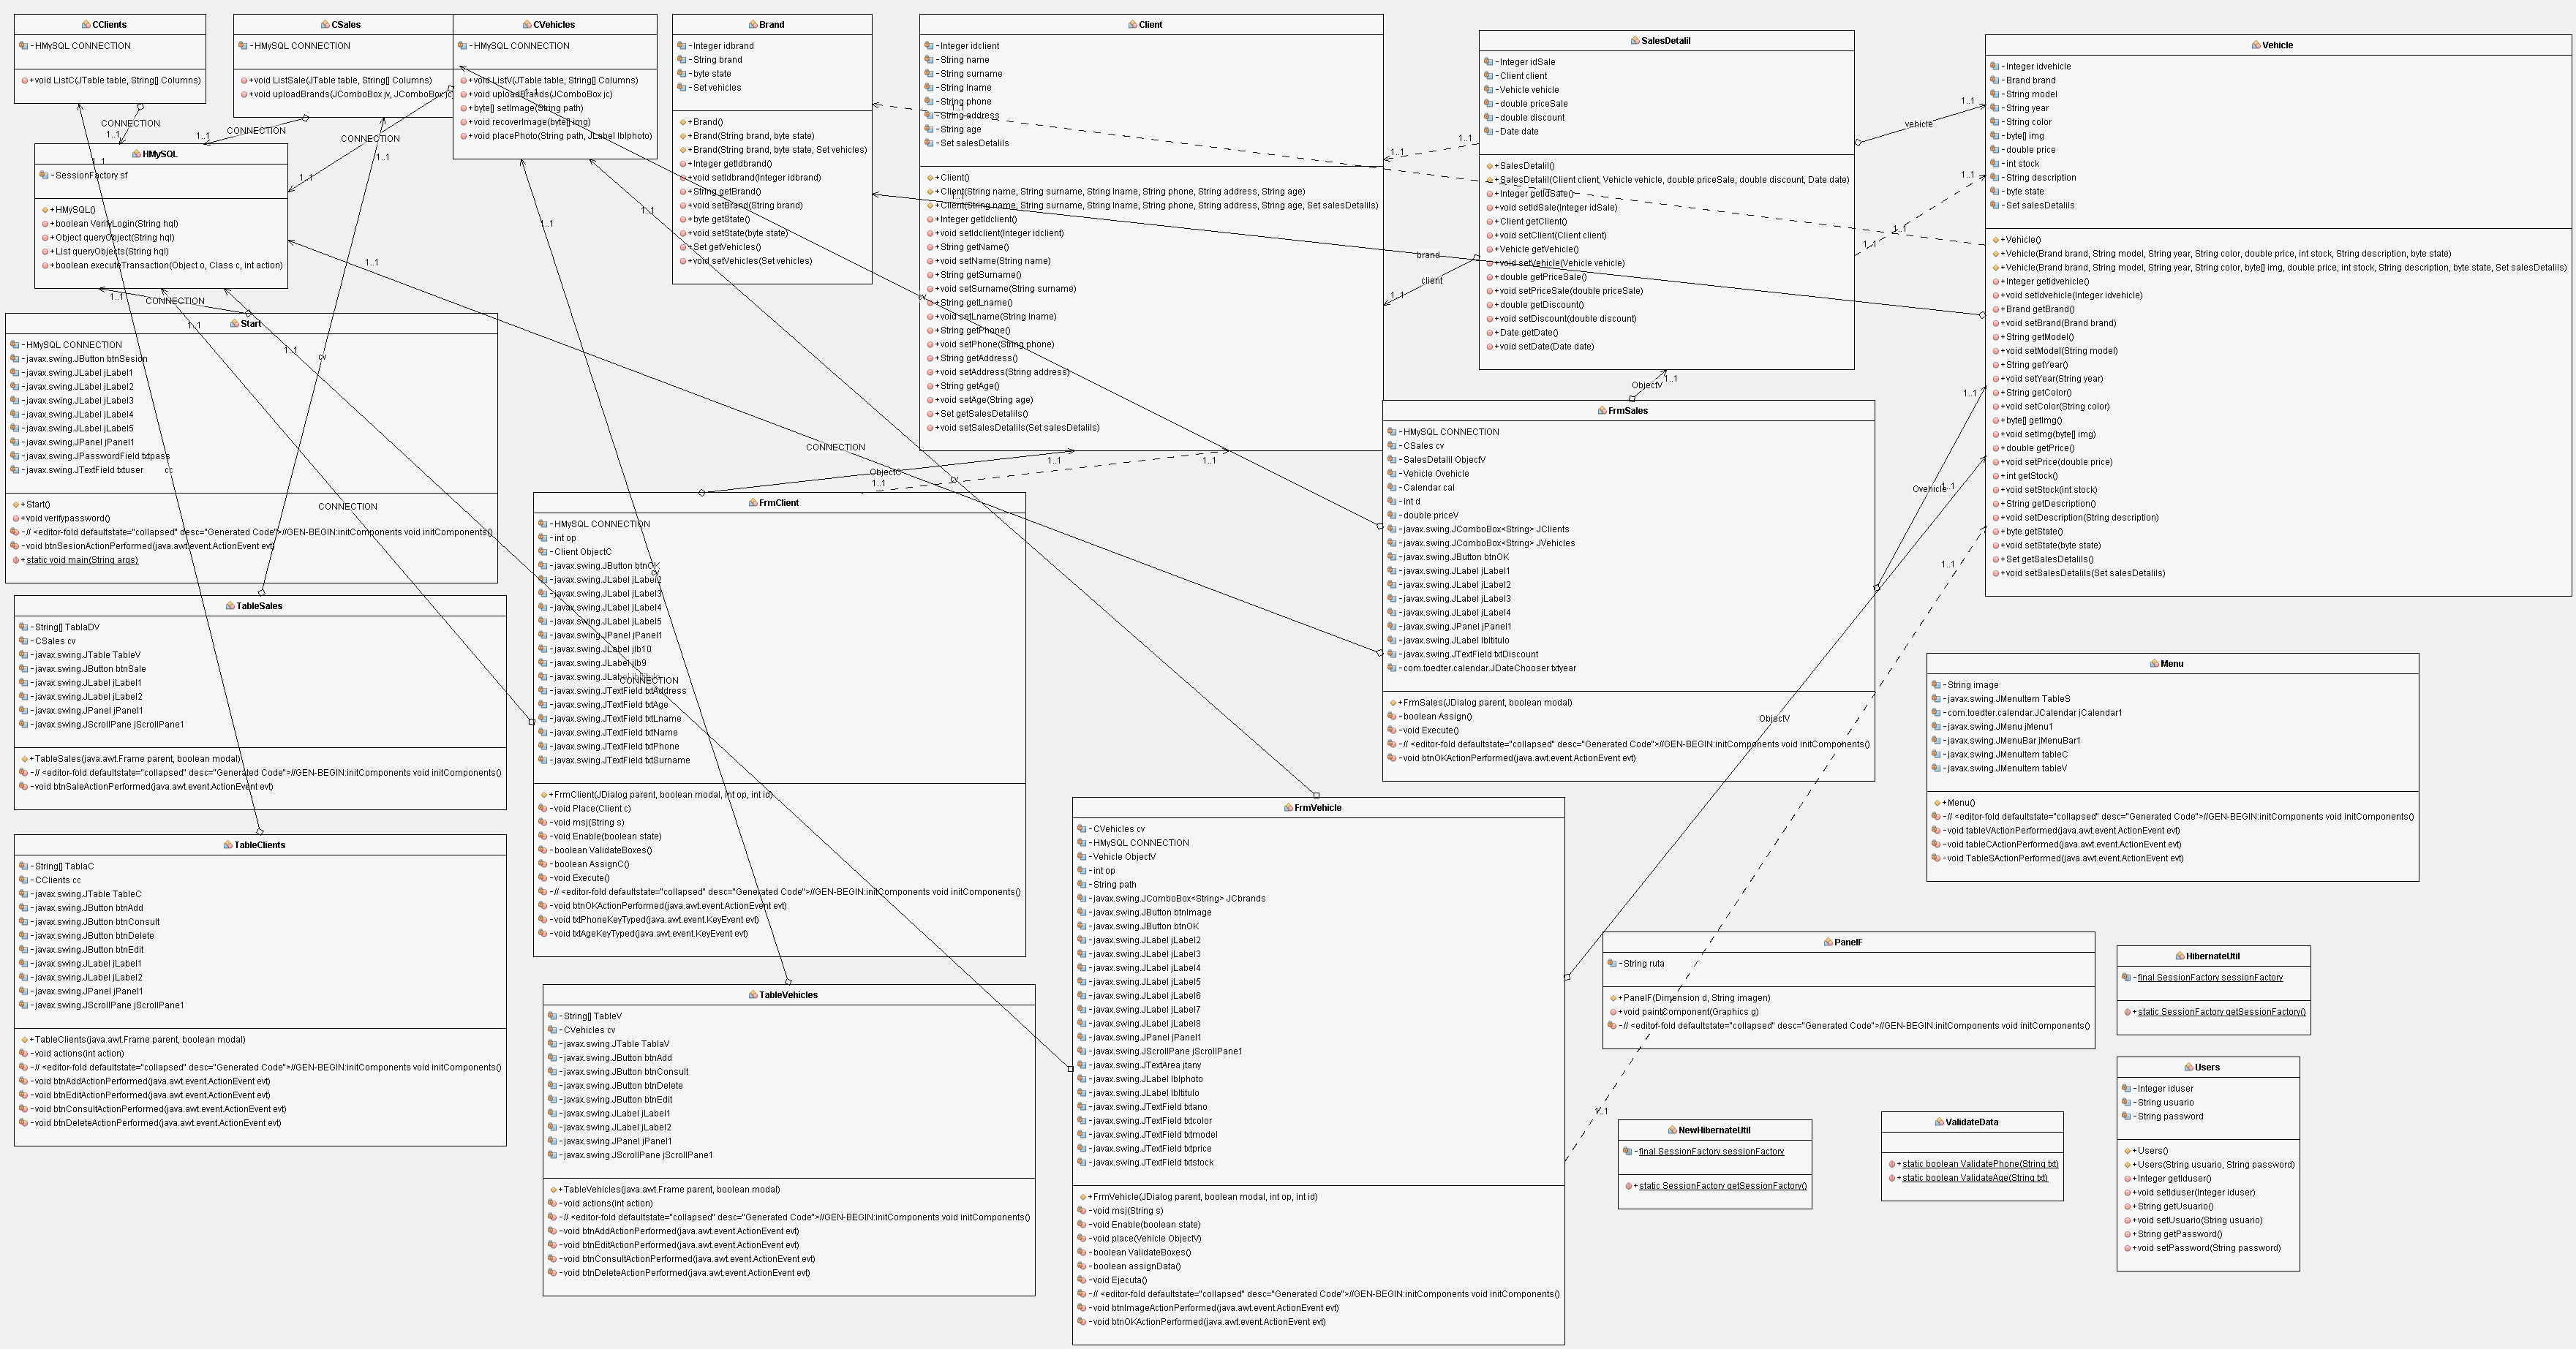 CClients
-HMySQL CONNECTION
+void ListC(JTable table, String[] Columns)
CSales
-HMySQL CONNECTION
+void ListSale(JTable table, String[] Columns)
+void uploadBrands(JComboBox jv, JComboBox jc
CVehicles
-HMySQL CONNECTION
+void ListV(JTable table, String[] Columns)
+void uploadBrands(JComboBox jc)
+byte[] setImage(String path)
+void recoverImage(byte[] img)
+void placePhoto(String path, JLabel lblphoto)
Brand
-Integer idbrand
-String brand
-byte state
-Set vehicles
+Brand()
+Brand(String brand, byte state)
+Brand(String brand, byte state, Set vehicles)
+Integer getIdbrand()
+void setIdbrand(Integer idbrand)
+String getBrand()
+void setBrand(String brand)
+byte getState()
+void setState(byte state)
+Set getVehicles()
+void setVehicles(Set vehicles)
Client
-Integer idclient
-String name
-String surname
-String lname
-String phone
-String address
-String age
-Set salesDetalils
+Client()
+Client(String name, String surname, String lname, String phone, String address, String age)
+Client(String name, String surname, String lname, String phone, String address, String age, Set salesDetalils)
+Integer getIdclient()
+void setIdclient(Integer idclient)
+String getName()
+void setName(String name)
+String getSurname()
+void setSurname(String surname)
+String getLname()
+void setLname(String lname)
+String getPhone()
+void setPhone(String phone)
+String getAddress()
+void setAddress(String address)
+String getAge()
+void setAge(String age)
+Set getSalesDetalils()
+void setSalesDetalils(Set salesDetalils)
SalesDetalil
-Integer idSale
-Client client
-Vehicle vehicle
-double priceSale
-double discount
-Date date
+SalesDetalil()
+SalesDetalil(Client client, Vehicle vehicle, double priceSale, double discount, Date date)
+Integer getIdSale()
+void setIdSale(Integer idSale)
+Client getClient()
+void setClient(Client client)
+Vehicle getVehicle()
+void setVehicle(Vehicle vehicle)
+double getPriceSale()
+void setPriceSale(double priceSale)
+double getDiscount()
+void setDiscount(double discount)
+Date getDate()
+void setDate(Date date)
Vehicle
-Integer idvehicle
-Brand brand
-String model
-String year
-String color
-byte[] img
-double price
-int stock
-String description
-byte state
-Set salesDetalils
+Vehicle()
+Vehicle(Brand brand, String model, String year, String color, double price, int stock, String description, byte state)
+Vehicle(Brand brand, String model, String year, String color, byte[] img, double price, int stock, String description, byte state, Set salesDetalils)
+Integer getIdvehicle()
+void setIdvehicle(Integer idvehicle)
+Brand getBrand()
+void setBrand(Brand brand)
+String getModel()
+void setModel(String model)
+String getYear()
+void setYear(String year)
+String getColor()
+void setColor(String color)
+byte[] getImg()
+void setImg(byte[] img)
+double getPrice()
+void setPrice(double price)
+int getStock()
+void setStock(int stock)
+String getDescription()
+void setDescription(String description)
+byte getState()
+void setState(byte state)
+Set getSalesDetalils()
+void setSalesDetalils(Set salesDetalils)
HMySQL
-SessionFactory sf
+HMySQL()
+boolean VerifyLogin(String hql)
+Object queryObject(String hql)
+List queryObjects(String hql)
+boolean executeTransaction(Object o, Class c, int action)
Start
-HMySQL CONNECTION
-javax.swing.JButton btnSesion
-javax.swing.JLabel jLabel1
-javax.swing.JLabel jLabel2
-javax.swing.JLabel jLabel3
-javax.swing.JLabel jLabel4
-javax.swing.JLabel jLabel5
-javax.swing.JPanel jPanel1
-javax.swing.JPasswordField txtpass
-javax.swing.JTextField txtuser
+Start()
+void verifypassword()
-// <editor-fold defaultstate="collapsed" desc="Generated Code">//GEN-BEGIN:initComponents void initComponents()
-void btnSesionActionPerformed(java.awt.event.ActionEvent evt)
+static void main(String args)
TableSales
-String[] TablaDV
-CSales cv
-javax.swing.JTable TableV
-javax.swing.JButton btnSale
-javax.swing.JLabel jLabel1
-javax.swing.JLabel jLabel2
-javax.swing.JPanel jPanel1
-javax.swing.JScrollPane jScrollPane1
+TableSales(java.awt.Frame parent, boolean modal)
-// <editor-fold defaultstate="collapsed" desc="Generated Code">//GEN-BEGIN:initComponents void initComponents()
-void btnSaleActionPerformed(java.awt.event.ActionEvent evt)
TableClients
-String[] TablaC
-CClients cc
-javax.swing.JTable TableC
-javax.swing.JButton btnAdd
-javax.swing.JButton btnConsult
-javax.swing.JButton btnDelete
-javax.swing.JButton btnEdit
-javax.swing.JLabel jLabel1
-javax.swing.JLabel jLabel2
-javax.swing.JPanel jPanel1
-javax.swing.JScrollPane jScrollPane1
+TableClients(java.awt.Frame parent, boolean modal)
-void actions(int action)
-// <editor-fold defaultstate="collapsed" desc="Generated Code">//GEN-BEGIN:initComponents void initComponents()
-void btnAddActionPerformed(java.awt.event.ActionEvent evt)
-void btnEditActionPerformed(java.awt.event.ActionEvent evt)
-void btnConsultActionPerformed(java.awt.event.ActionEvent evt)
-void btnDeleteActionPerformed(java.awt.event.ActionEvent evt)
FrmClient
-HMySQL CONNECTION
-int op
-Client ObjectC
-javax.swing.JButton btnOK
-javax.swing.JLabel jLabel2
-javax.swing.JLabel jLabel3
-javax.swing.JLabel jLabel4
-javax.swing.JLabel jLabel5
-javax.swing.JPanel jPanel1
-javax.swing.JLabel jlb10
-javax.swing.JLabel jlb9
-javax.swing.JLabel lbltitulo
-javax.swing.JTextField txtAddress
-javax.swing.JTextField txtAge
-javax.swing.JTextField txtLname
-javax.swing.JTextField txtName
-javax.swing.JTextField txtPhone
-javax.swing.JTextField txtSurname
+FrmClient(JDialog parent, boolean modal, int op, int id)
-void Place(Client c)
-void msj(String s)
-void Enable(boolean state)
-boolean ValidateBoxes()
-boolean AssignC()
-void Execute()
-// <editor-fold defaultstate="collapsed" desc="Generated Code">//GEN-BEGIN:initComponents void initComponents()
-void btnOKActionPerformed(java.awt.event.ActionEvent evt)
-void txtPhoneKeyTyped(java.awt.event.KeyEvent evt)
-void txtAgeKeyTyped(java.awt.event.KeyEvent evt)
TableVehicles
-String[] TableV
-CVehicles cv
-javax.swing.JTable TablaV
-javax.swing.JButton btnAdd
-javax.swing.JButton btnConsult
-javax.swing.JButton btnDelete
-javax.swing.JButton btnEdit
-javax.swing.JLabel jLabel1
-javax.swing.JLabel jLabel2
-javax.swing.JPanel jPanel1
-javax.swing.JScrollPane jScrollPane1
+TableVehicles(java.awt.Frame parent, boolean modal)
-void actions(int action)
-// <editor-fold defaultstate="collapsed" desc="Generated Code">//GEN-BEGIN:initComponents void initComponents()
-void btnAddActionPerformed(java.awt.event.ActionEvent evt)
-void btnEditActionPerformed(java.awt.event.ActionEvent evt)
-void btnConsultActionPerformed(java.awt.event.ActionEvent evt)
-void btnDeleteActionPerformed(java.awt.event.ActionEvent evt)
FrmSales
-HMySQL CONNECTION
-CSales cv
-SalesDetalil ObjectV
-Vehicle Ovehicle
-Calendar cal
-int d
-double priceV
-javax.swing.JComboBox<String> JClients
-javax.swing.JComboBox<String> JVehicles
-javax.swing.JButton btnOK
-javax.swing.JLabel jLabel1
-javax.swing.JLabel jLabel2
-javax.swing.JLabel jLabel3
-javax.swing.JLabel jLabel4
-javax.swing.JPanel jPanel1
-javax.swing.JLabel lbltitulo
-javax.swing.JTextField txtDiscount
-com.toedter.calendar.JDateChooser txtyear
+FrmSales(JDialog parent, boolean modal)
-boolean Assign()
-void Execute()
-// <editor-fold defaultstate="collapsed" desc="Generated Code">//GEN-BEGIN:initComponents void initComponents()
-void btnOKActionPerformed(java.awt.event.ActionEvent evt)
FrmVehicle
-CVehicles cv
-HMySQL CONNECTION
-Vehicle ObjectV
-int op
-String path
-javax.swing.JComboBox<String> JCbrands
-javax.swing.JButton btnImage
-javax.swing.JButton btnOK
-javax.swing.JLabel jLabel2
-javax.swing.JLabel jLabel3
-javax.swing.JLabel jLabel4
-javax.swing.JLabel jLabel5
-javax.swing.JLabel jLabel6
-javax.swing.JLabel jLabel7
-javax.swing.JLabel jLabel8
-javax.swing.JPanel jPanel1
-javax.swing.JScrollPane jScrollPane1
-javax.swing.JTextArea jtany
-javax.swing.JLabel lblphoto
-javax.swing.JLabel lbltitulo
-javax.swing.JTextField txtano
-javax.swing.JTextField txtcolor
-javax.swing.JTextField txtmodel
-javax.swing.JTextField txtprice
-javax.swing.JTextField txtstock
+FrmVehicle(JDialog parent, boolean modal, int op, int id)
-void msj(String s)
-void Enable(boolean state)
-void place(Vehicle ObjectV)
-boolean ValidateBoxes()
-boolean assignData()
-void Ejecuta()
-// <editor-fold defaultstate="collapsed" desc="Generated Code">//GEN-BEGIN:initComponents void initComponents()
-void btnImageActionPerformed(java.awt.event.ActionEvent evt)
-void btnOKActionPerformed(java.awt.event.ActionEvent evt)
Menu
-String image
-javax.swing.JMenuItem TableS
-com.toedter.calendar.JCalendar jCalendar1
-javax.swing.JMenu jMenu1
-javax.swing.JMenuBar jMenuBar1
-javax.swing.JMenuItem tableC
-javax.swing.JMenuItem tableV
+Menu()
-// <editor-fold defaultstate="collapsed" desc="Generated Code">//GEN-BEGIN:initComponents void initComponents()
-void tableVActionPerformed(java.awt.event.ActionEvent evt)
-void tableCActionPerformed(java.awt.event.ActionEvent evt)
-void TableSActionPerformed(java.awt.event.ActionEvent evt)
PanelF
-String ruta
+PanelF(Dimension d, String imagen)
+void paintComponent(Graphics g)
-// <editor-fold defaultstate="collapsed" desc="Generated Code">//GEN-BEGIN:initComponents void initComponents()
HibernateUtil
-final SessionFactory sessionFactory
+static SessionFactory getSessionFactory()
NewHibernateUtil
-final SessionFactory sessionFactory
+static SessionFactory getSessionFactory()
ValidateData
+static boolean ValidatePhone(String txt)
+static boolean ValidateAge(String txt)
Users
-Integer iduser
-String usuario
-String password
+Users()
+Users(String usuario, String password)
+Integer getIduser()
+void setIduser(Integer iduser)
+String getUsuario()
+void setUsuario(String usuario)
+String getPassword()
+void setPassword(String password)
CONNECTION
1..1
CONNECTION
1..1
CONNECTION
1..1
1..1
CONNECTION
1..1
1..1
cv
1..1
cc
1..1
CONNECTION
1..1
CONNECTION
1..1
CONNECTION
1..1
cv
1..1
cv
1..1
cv
1..1
ObjectC
1..1
1..1
1..1
brand
1..1
1..1
1..1
client
1..1
1..1
1..1
vehicle
1..1
1..1
1..1
1..1
ObjectV
1..1
Ovehicle
1..1
ObjectV
1..1
1..1
1..1